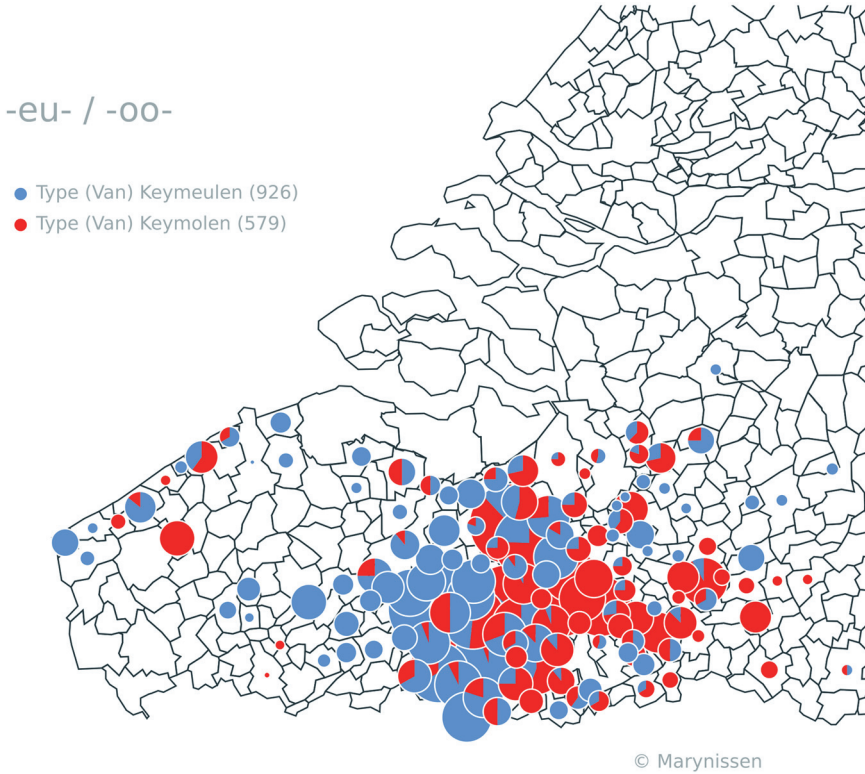 -eu- / -oo-
Type (Van) Keymeulen (926)
Type (Van) Keymolen (579)
© Marynissen